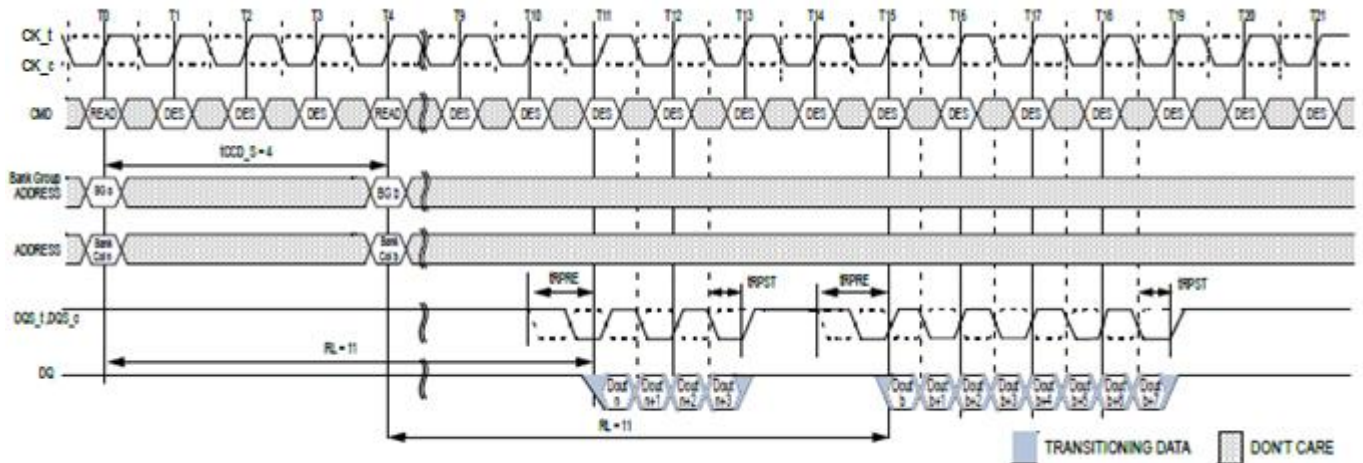 T0 T1 T2 T3 T4 T9 T10 T11 T12 T13 T14 T15 T16 T17 T18 T19 T20 T21
CK_t
CK_c
CMD READ DES DES DES READ DES DES DES DES DES DES DES DES DES DES DES DES DES
tCCD_S = 4
Bank Group
ADDRESS BG a BG b
ADDRESS Bank Col n Bank Col b
tRPRE tRPST tRPRE tRPST
DQS_t,DQS_c
RL = 11
DQ Dout n Dout n+1 Dout n+2 Dout n+3 Dout b Dout b+1 Dout b+2 Dout b+3 Dout b+4 Dout b+5 Dout b+6 Dout b+7
RL = 11
TRANSITIONING DATA DON'T CARE